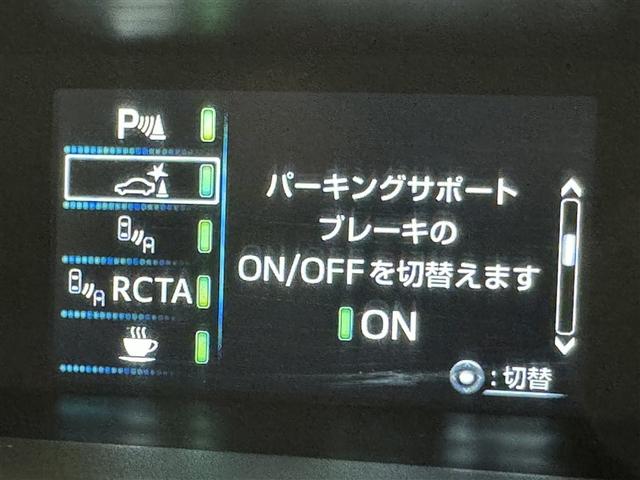 P
A
A RCTA
パーキングサポート
ブレーキの
ON/OFFを切替えます
ON
:切替